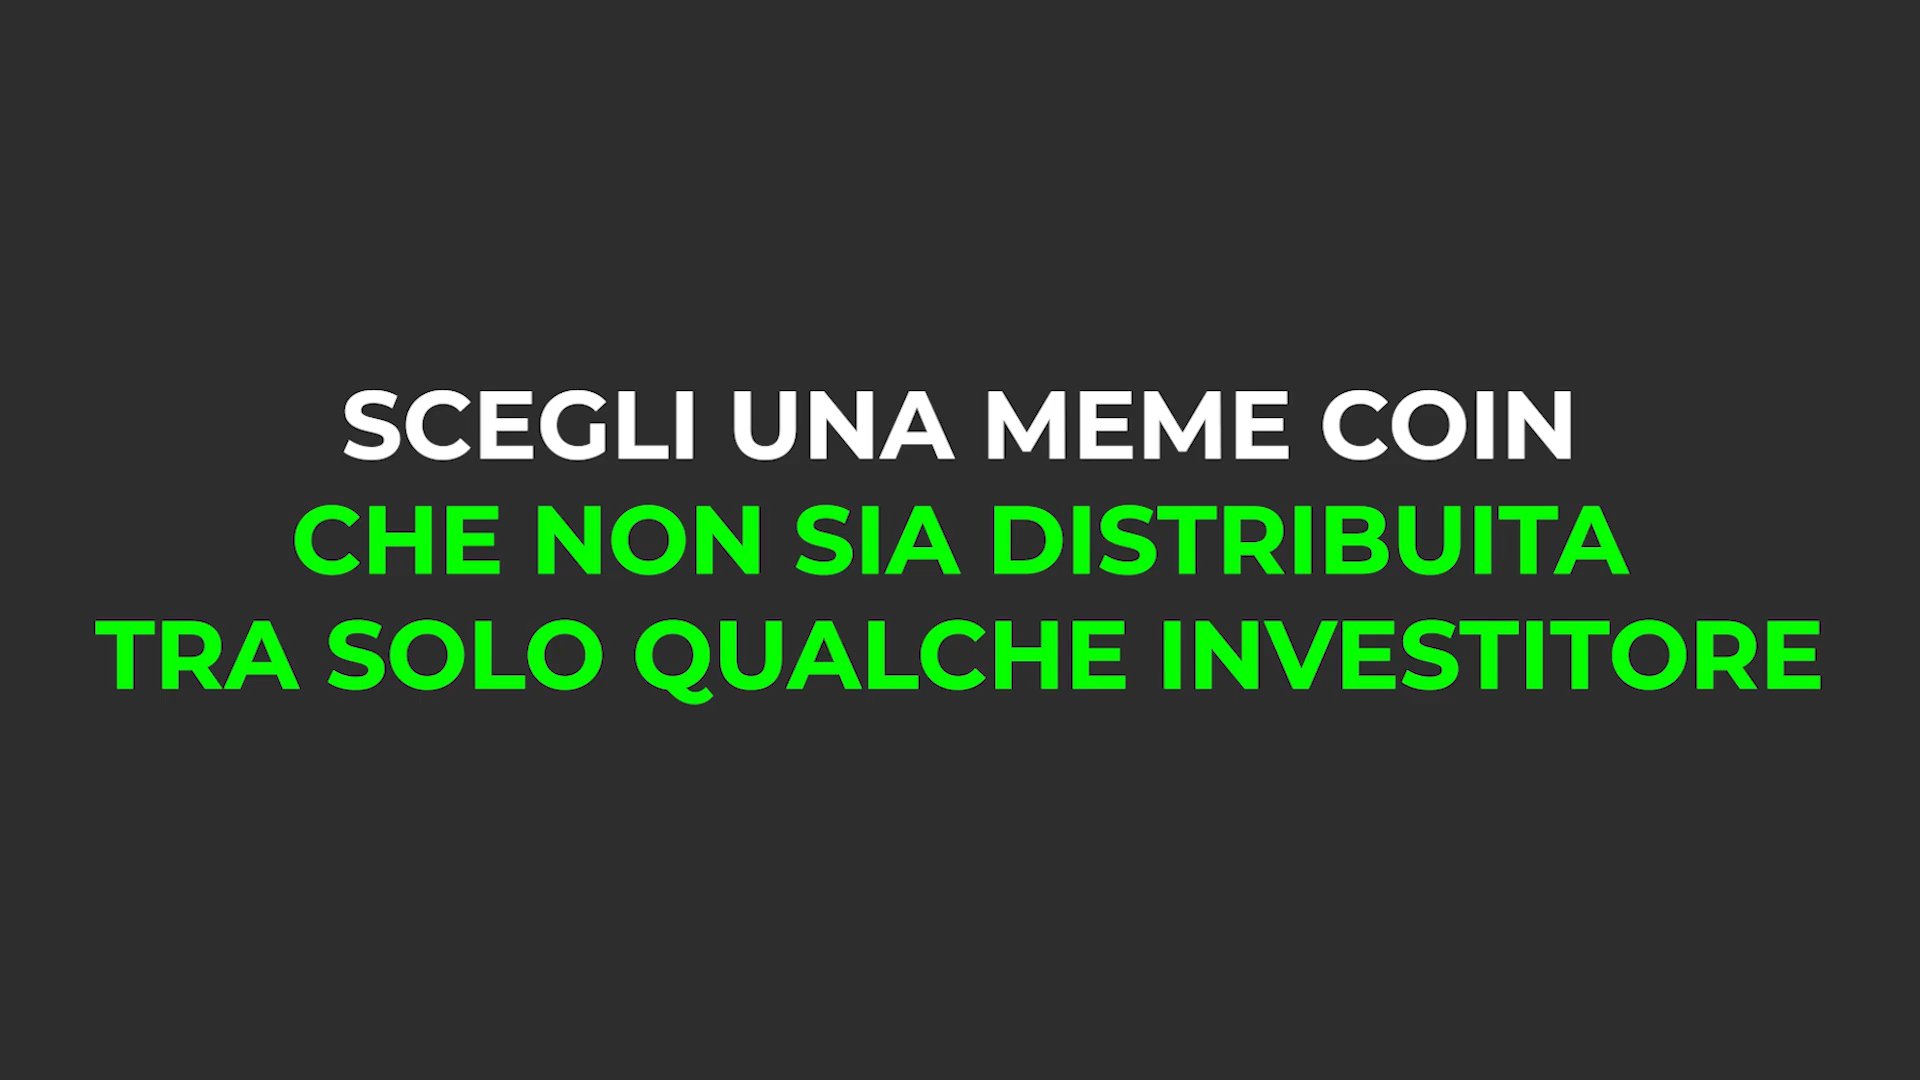 SCEGLI UNA MEME COIN
CHE NON SIA DISTRIBUITA
TRA SOLO QUALCHE INVESTITORE